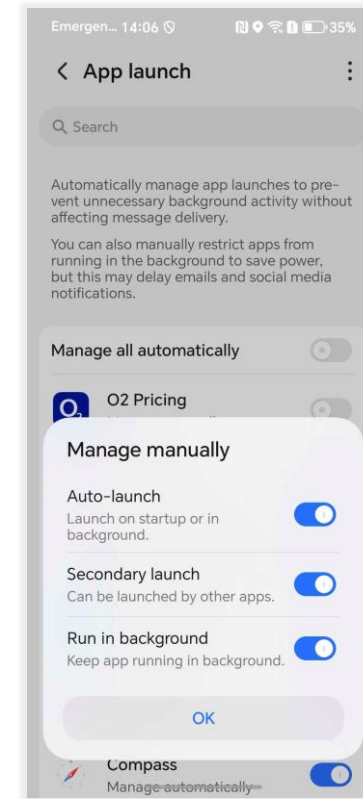 Emergen... 14:06 35%
App launch
Search
Automatically manage app launches to pre-
vent unnecessary background activity without
affecting message delivery.
You can also manually restrict apps from
running in the background to save power,
but this may delay emails and social media
notifications.
Manage all automatically
O2 Pricing
Manage manually
Auto-launch
Launch on startup or in
background.
Secondary launch
Can be launched by other apps.
Run in background
Keep app running in background.
OK
Compass
Manage automatically